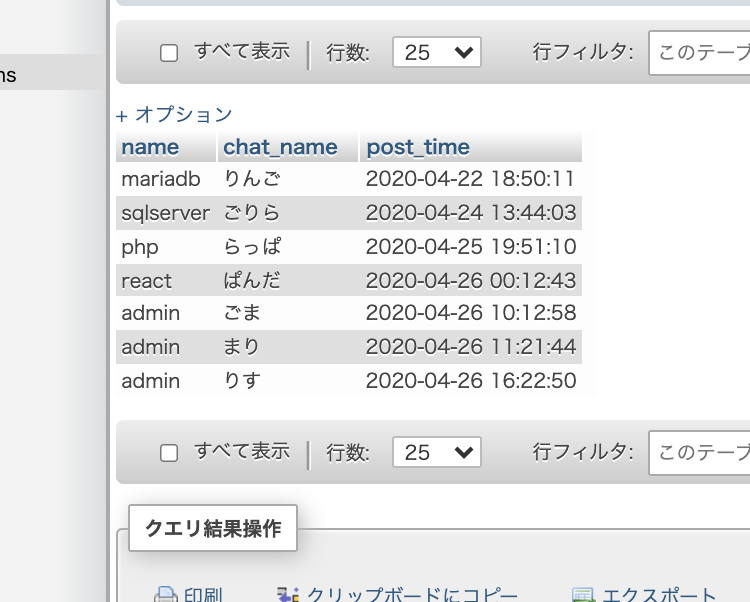 ns
すべて表示 行数: 25 行フィルタ: このテーブ
+ オプション
name chat_name post_time
mariadb りんご 2020-04-22 18:50:11
sqlserver ごりら 2020-04-24 13:44:03
php らっぱ 2020-04-25 19:51:10
react ぱんだ 2020-04-26 00:12:43
admin ごま 2020-04-26 10:12:58
admin まり 2020-04-26 11:21:44
admin りす 2020-04-26 16:22:50
すべて表示 行数: 25 行フィルタ: このテーブ
クエリ結果操作
印刷 クリップボードにコピー エクスポート